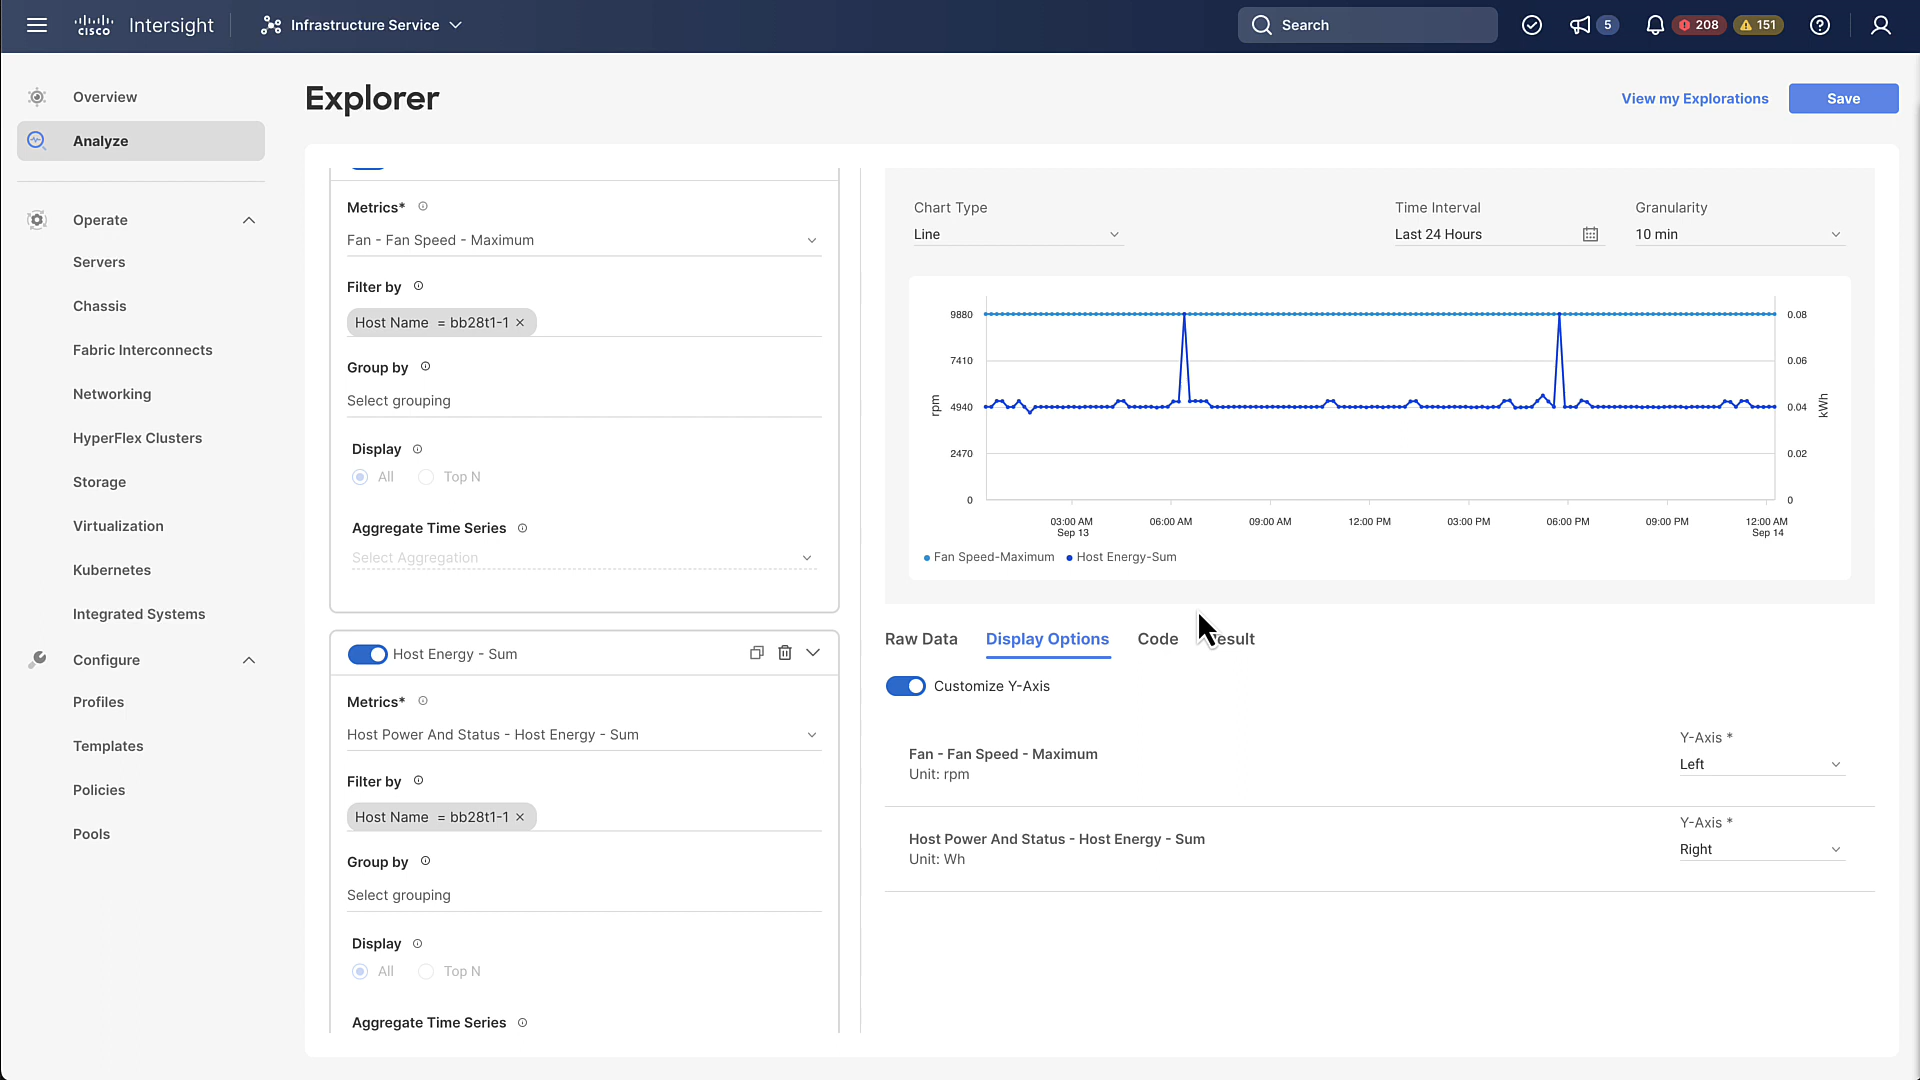 cisco Intersight
Infrastructure Service
Search
5
208
151
Overview
Analyze
Operate
Servers
Chassis
Fabric Interconnects
Networking
HyperFlex Clusters
Storage
Virtualization
Kubernetes
Integrated Systems
Configure
Profiles
Templates
Policies
Pools
Explorer
View my Explorations
Save
Metrics*
Fan - Fan Speed - Maximum
Filter by
Host Name = bb28t1-1 ×
Group by
Select grouping
Display
All Top N
Aggregate Time Series
Select Aggregation
Host Energy - Sum
Metrics*
Host Power And Status - Host Energy - Sum
Filter by
Host Name = bb28t1-1 ×
Group by
Select grouping
Display
All Top N
Aggregate Time Series
Chart Type
Line
Time Interval
Last 24 Hours
Granularity
10 min
rpm
9880
7410
4940
2470
0
0.08
0.06
0.04
0.02
0
kWh
03:00 AM 06:00 AM 09:00 AM 12:00 PM 03:00 PM 06:00 PM 09:00 PM 12:00 AM
Sep 13 Sep 14
Fan Speed-Maximum Host Energy-Sum
Raw Data Display Options Code
Customize Y-Axis
Fan - Fan Speed - Maximum
Unit: rpm
Y-Axis *
Left
Host Power And Status - Host Energy - Sum
Unit: Wh
Y-Axis *
Right